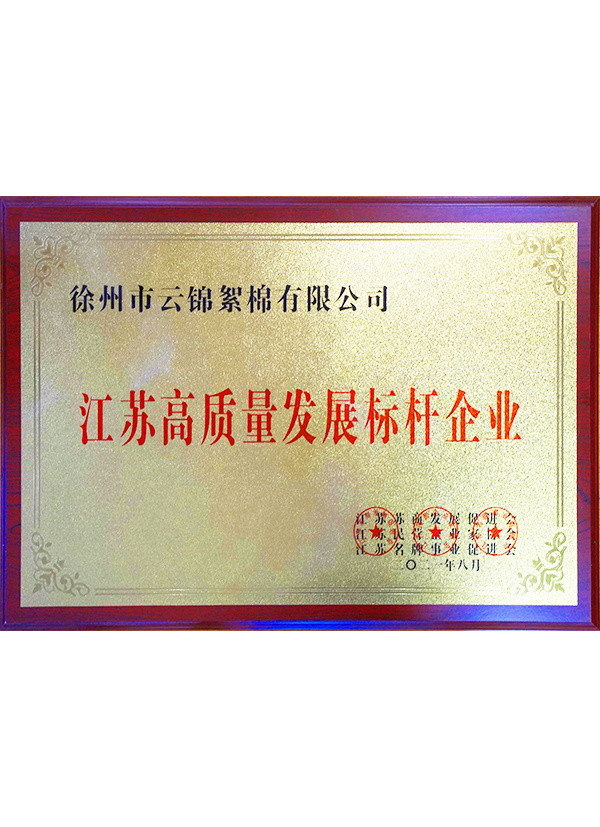 徐州市云锦絮棉有限公司
江苏高质量发展标杆企业
江苏苏商发展促进会
江苏民营企业家协会
江苏名牌事业促进会
二〇二一年八月